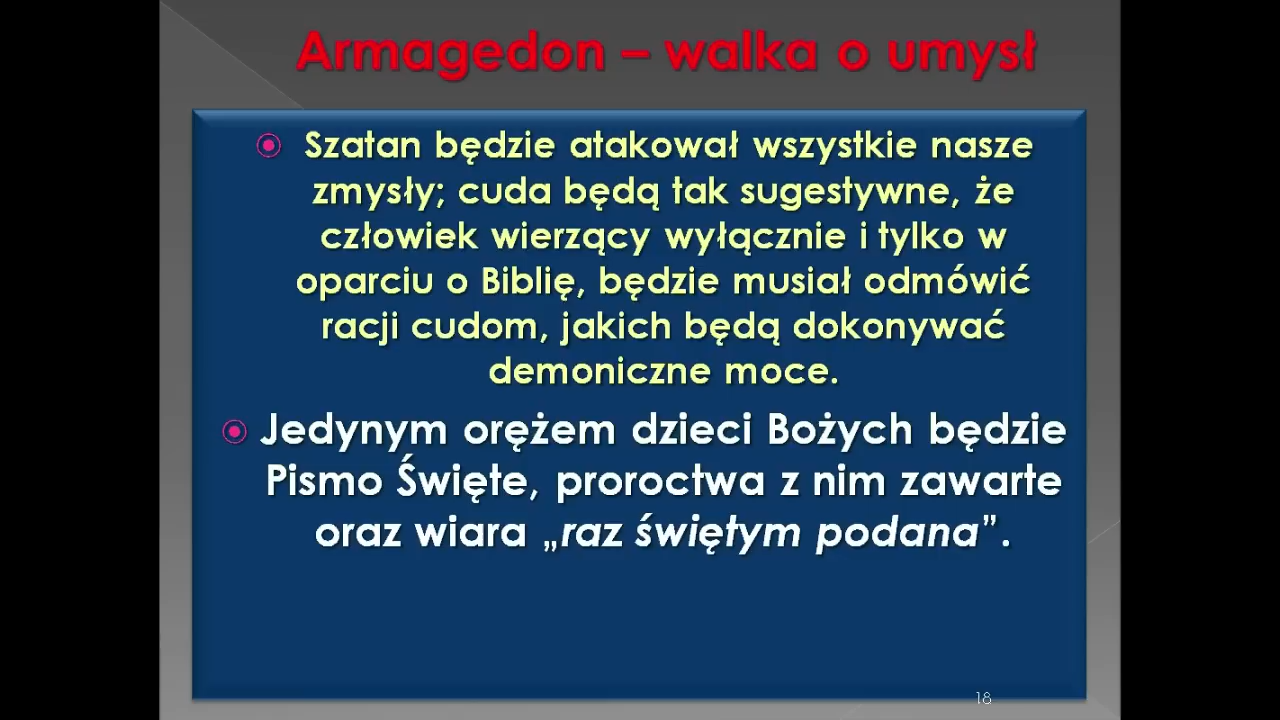 Armagedon – walka o umysł
Szatan będzie atakował wszystkie nasze
zmysły; cuda będą tak sugestywne, że
człowiek wierzący wyłącznie i tylko w
oparciu o Biblię, będzie musiał odmówić
racji cudom, jakich będą dokonywać
demoniczne moce.
Jedynym orężem dzieci Bożych będzie
Pismo Święte, proroctwa z nim zawarte
oraz wiara „raz świętym podana”.
18